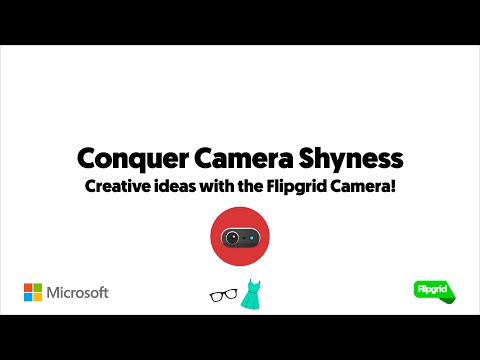 Conquer Camera Shyness
Creative ideas with the Flipgrid Camera!
Microsoft
Flipgrid